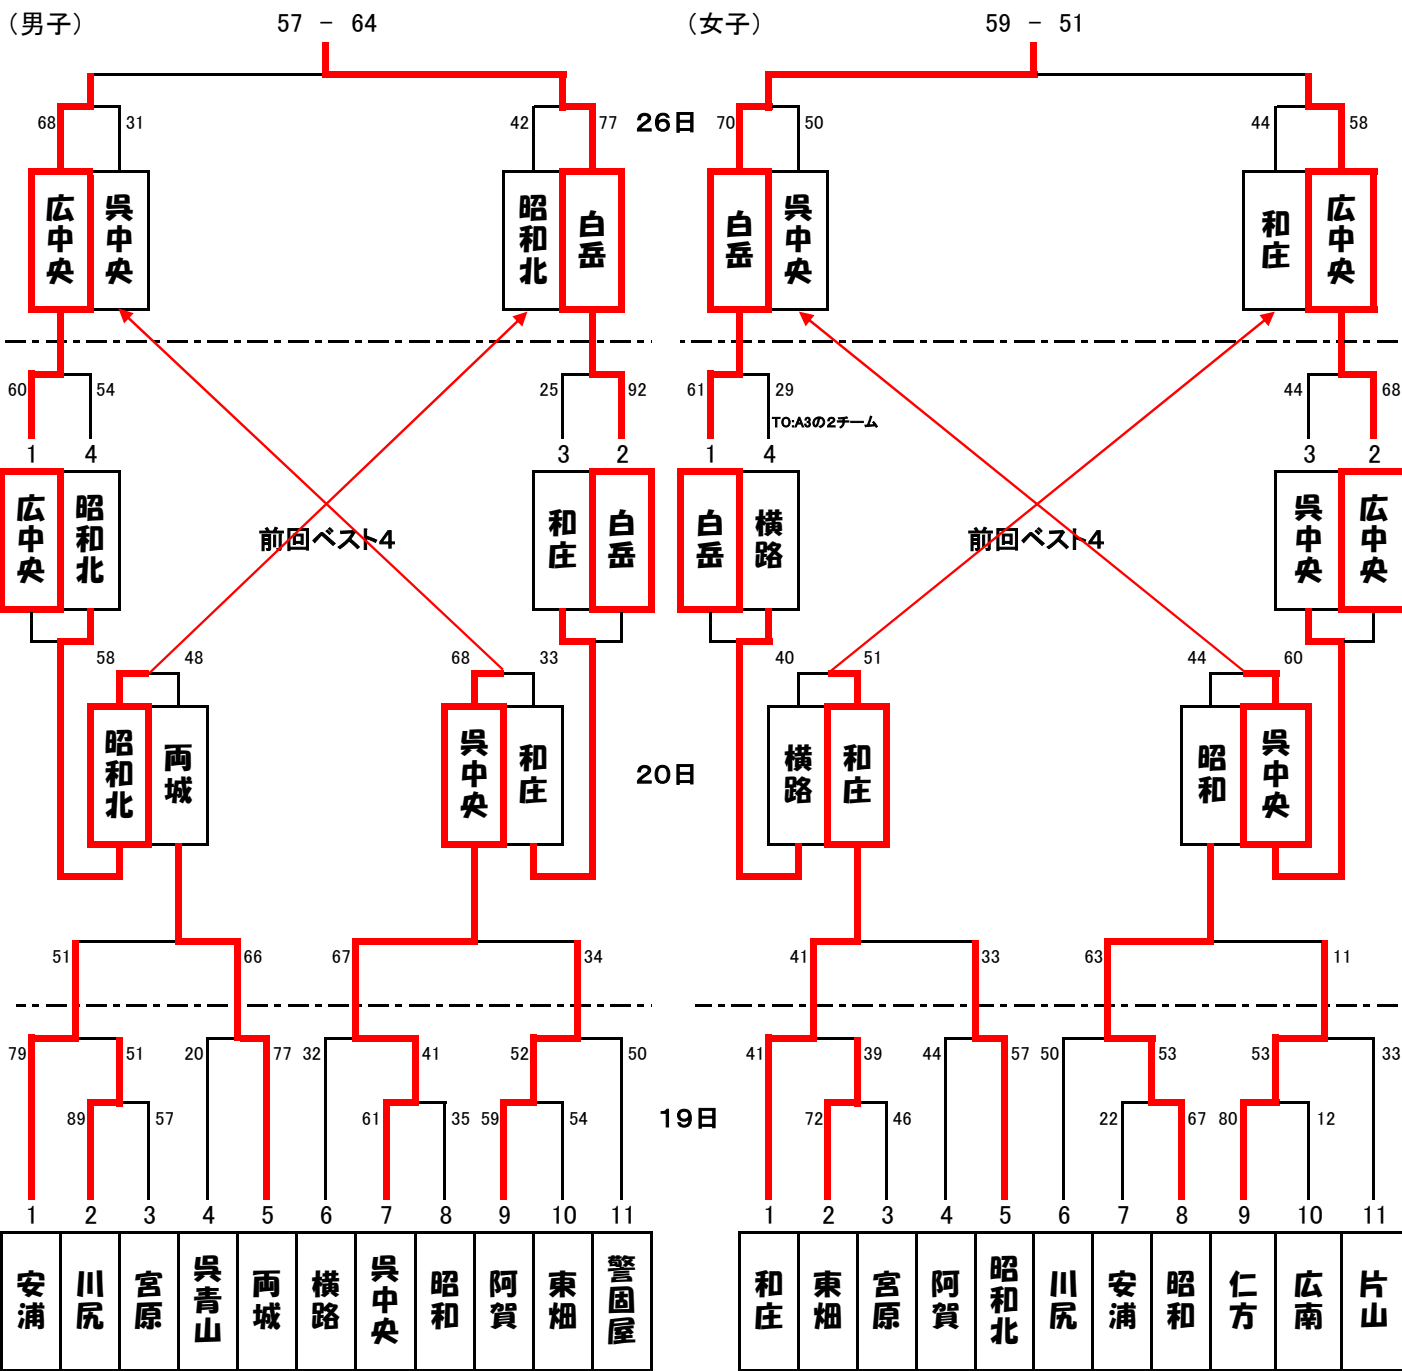 （男子）
57 － 64
（女子）
59 － 51
68
31
42
77
26日
70
50
44
58
広中央
呉中央
昭和北
白岳
白岳
呉中央
和庄
広中央
60
54
25
92
61
29
44
68
TO:A3の2チーム
1
4
3
2
1
4
3
2
広中央
昭和北
和庄
白岳
白岳
横路
呉中央
広中央
前回ベスト4
前回ベスト4
58
48
68
33
40
51
44
60
昭和北
両城
呉中央
和庄
20日
横路
和庄
昭和
呉中央
51
66
67
34
41
33
63
11
79
51
20
77
32
41
52
50
41
39
44
57
50
53
53
33
89
57
61
35
59
54
19日
72
46
22
67
80
12
1
2
3
4
5
6
7
8
9
10
11
1
2
3
4
5
6
7
8
9
10
11
安浦
川尻
宮原
呉青山
両城
横路
呉中央
昭和
阿賀
東畑
警固屋
和庄
東畑
宮原
阿賀
昭和北
川尻
安浦
昭和
仁方
広南
片山